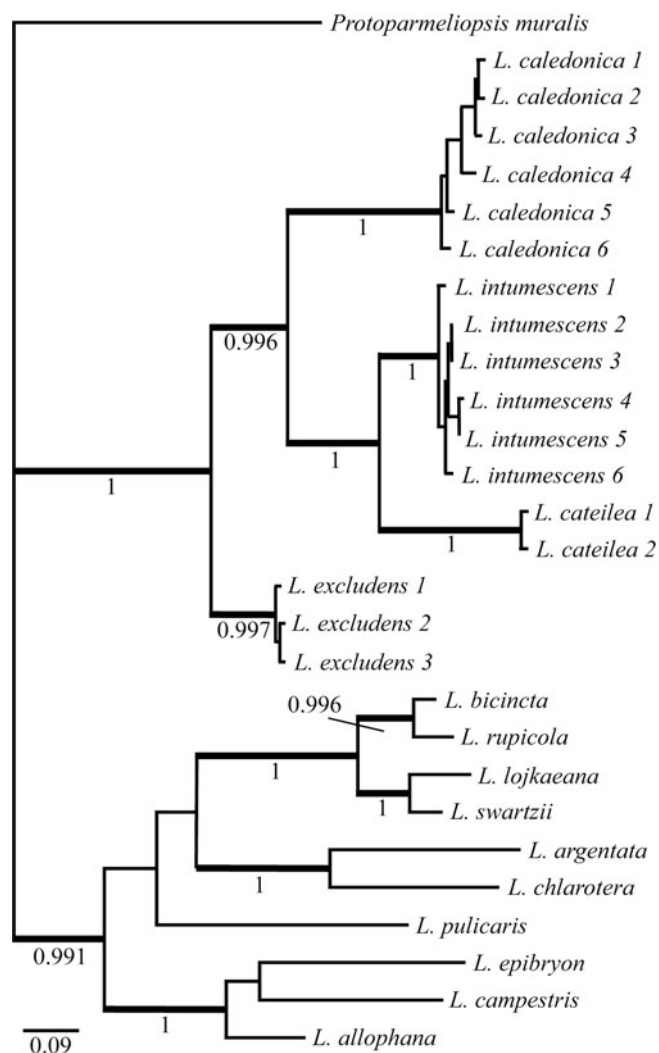 Protoparmeliopsis muralis
L. caledonica 1
L. caledonica 2
L. caledonica 3
L. caledonica 4
L. caledonica 5
1
L. caledonica 6
L. intumescens 1
L. intumescens 2
0.996
L. intumescens 3
1
L. intumescens 4
L. intumescens 5
1
L. intumescens 6
1
L. cateilea 1
L. cateilea 2
1
L. excludens 1
L. excludens 2
0.997
L. excludens 3
L. bicincta
0.996
L. rupicola
L. lojkaeana
1
1
L. swartzii
L. argentata
L. chlarotera
1
L. pulicaris
0.991
L. epibryon
L. campestris
1
L. allophana
0.09